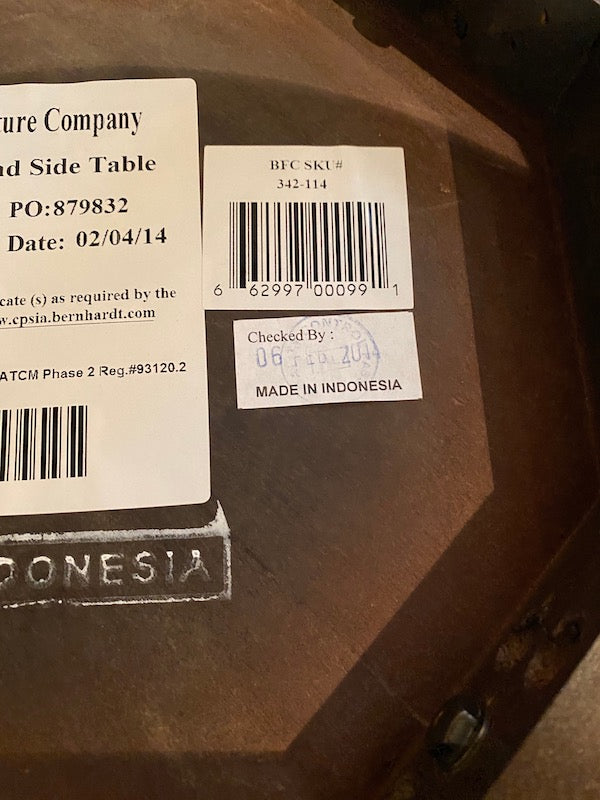 ture Company
nd Side Table
PO:879832
Date: 02/04/14
cate (s) as required by the
w.cpsia.bernhardt.com
ATCM Phase 2 Reg.#93120.2
BFC SKU#
342-114
6 62997 00099 1
Checked By :
06 FEB 2014
MADE IN INDONESIA
DONESIA